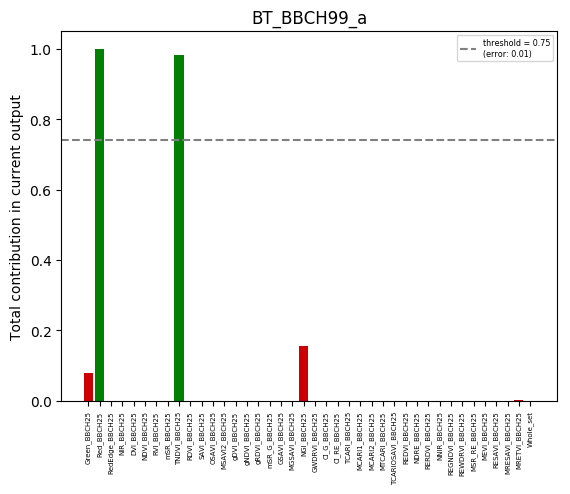 BT_BBCH99_a
threshold = 0.75
(error: 0.01)
Total contribution in current output
1.0
0.8
0.6
0.4
0.2
0.0
Green_BBCH25
Red_BBCH25
RedEdge_BBCH25
NIR_BBCH25
DVI_BBCH25
NDVI_BBCH25
RVI_BBCH25
mSR_BBCH25
TNDVI_BBCH25
RDVI_BBCH25
SAVI_BBCH25
OSAVI_BBCH25
MSAVI2_BBCH25
gDVI_BBCH25
gNDVI_BBCH25
gRDVI_BBCH25
mSR_G_BBCH25
GSAVI_BBCH25
MGSAVI_BBCH25
NGI_BBCH25
GWDRVI_BBCH25
CI_G_BBCH25
CI_RE_BBCH25
TCARI_BBCH25
MCARI1_BBCH25
MCARI2_BBCH25
MTCARI_BBCH25
TCARIOSAVI_BBCH25
REDVI_BBCH25
NDRE_BBCH25
RERDVI_BBCH25
NNIR_BBCH25
REGNDVI_BBCH25
REWDRVI_BBCH25
MSR_RE_BBCH25
MEVI_BBCH25
RESAVI_BBCH25
MRESAVI_BBCH25
MRETVI_BBCH25
Whole_set